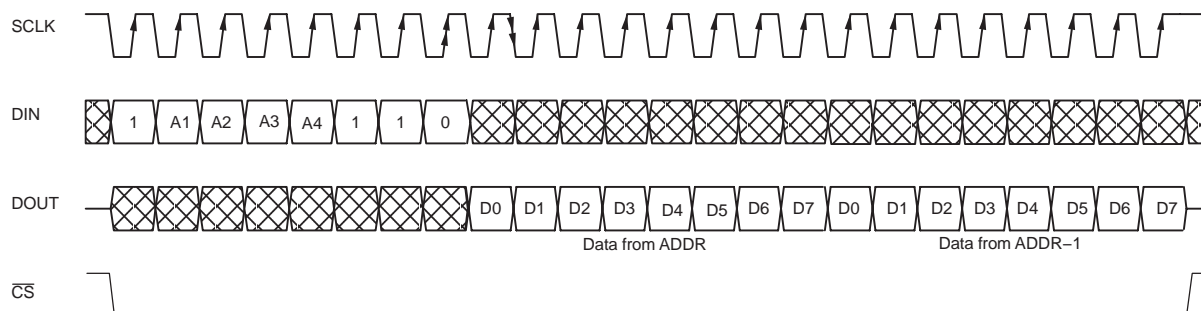 SCLK
DIN
1 A1 A2 A3 A4 1 1 0
DOUT
D0 D1 D2 D3 D4 D5 D6 D7 D0 D1 D2 D3 D4 D5 D6 D7
Data from ADDR Data from ADDR−1
CS